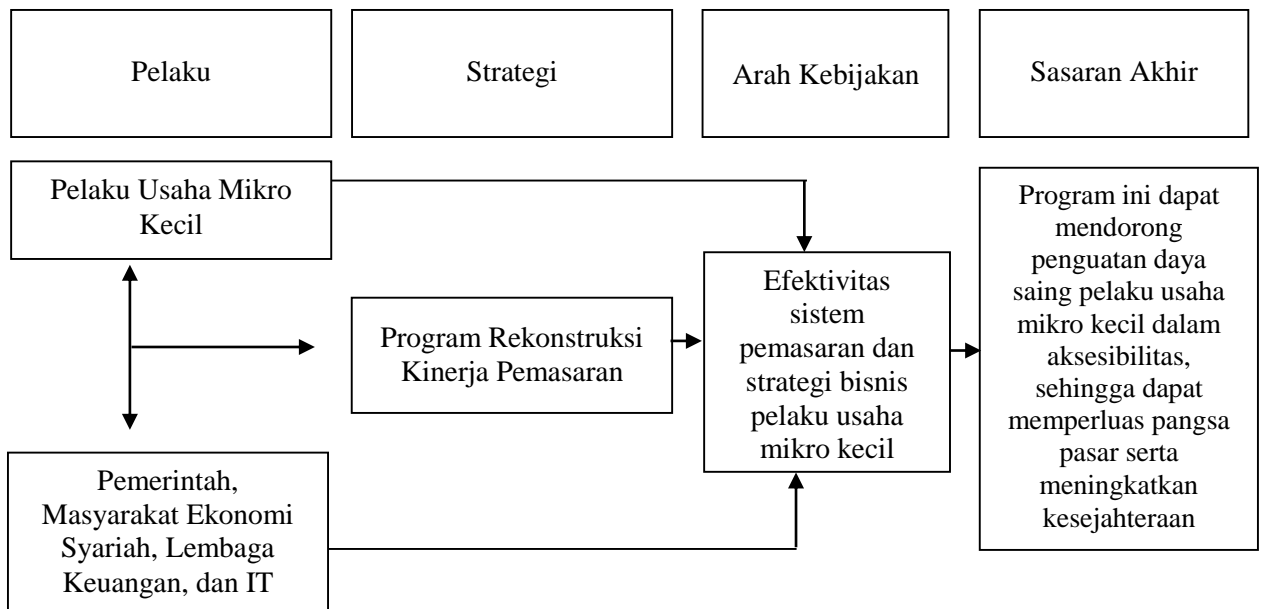 Pelaku
Strategi
Arah Kebijakan
Sasaran Akhir
Pelaku Usaha Mikro
Kecil
Program Rekonstruksi
Kinerja Pemasaran
Pemerintah,
Masyarakat Ekonomi
Syariah, Lembaga
Keuangan, dan IT
Efektivitas
sistem
pemasaran dan
strategi bisnis
pelaku usaha
mikro kecil
Program ini dapat
mendorong
penguatan daya
saing pelaku usaha
mikro kecil dalam
aksesibilitas,
sehingga dapat
memperluas pangsa
pasar serta
meningkatkan
kesejahteraan